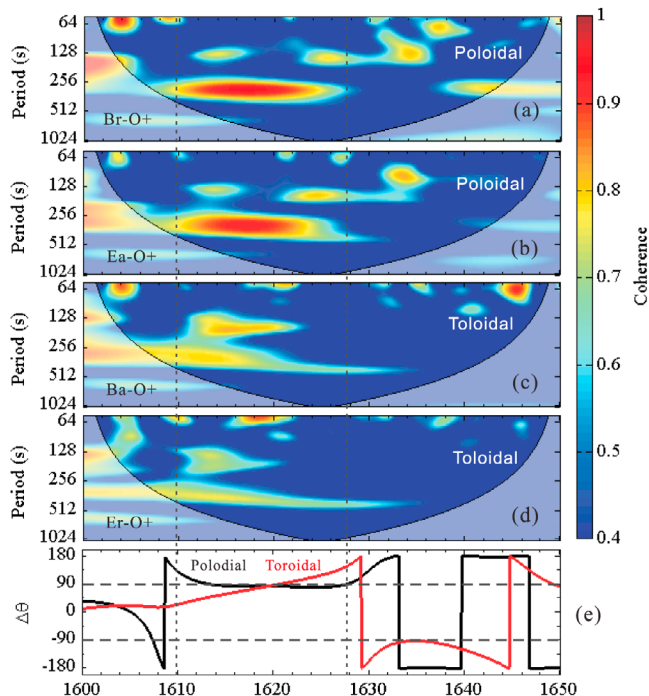 64
128
256
512
1024
Period (s)
Br-O+
Poloidal
(a)
64
128
256
512
1024
Period (s)
Ea-O+
Poloidal
(b)
64
128
256
512
1024
Period (s)
Ba-O+
Toloidal
(c)
64
128
256
512
1024
Period (s)
Er-O+
Toloidal
(d)
1
0.9
0.8
0.7
0.6
0.5
0.4
Coherence
180
90
0
-90
-180
Δθ
Polodial Toroidal
(e)
1600 1610 1620 1630 1640 1650